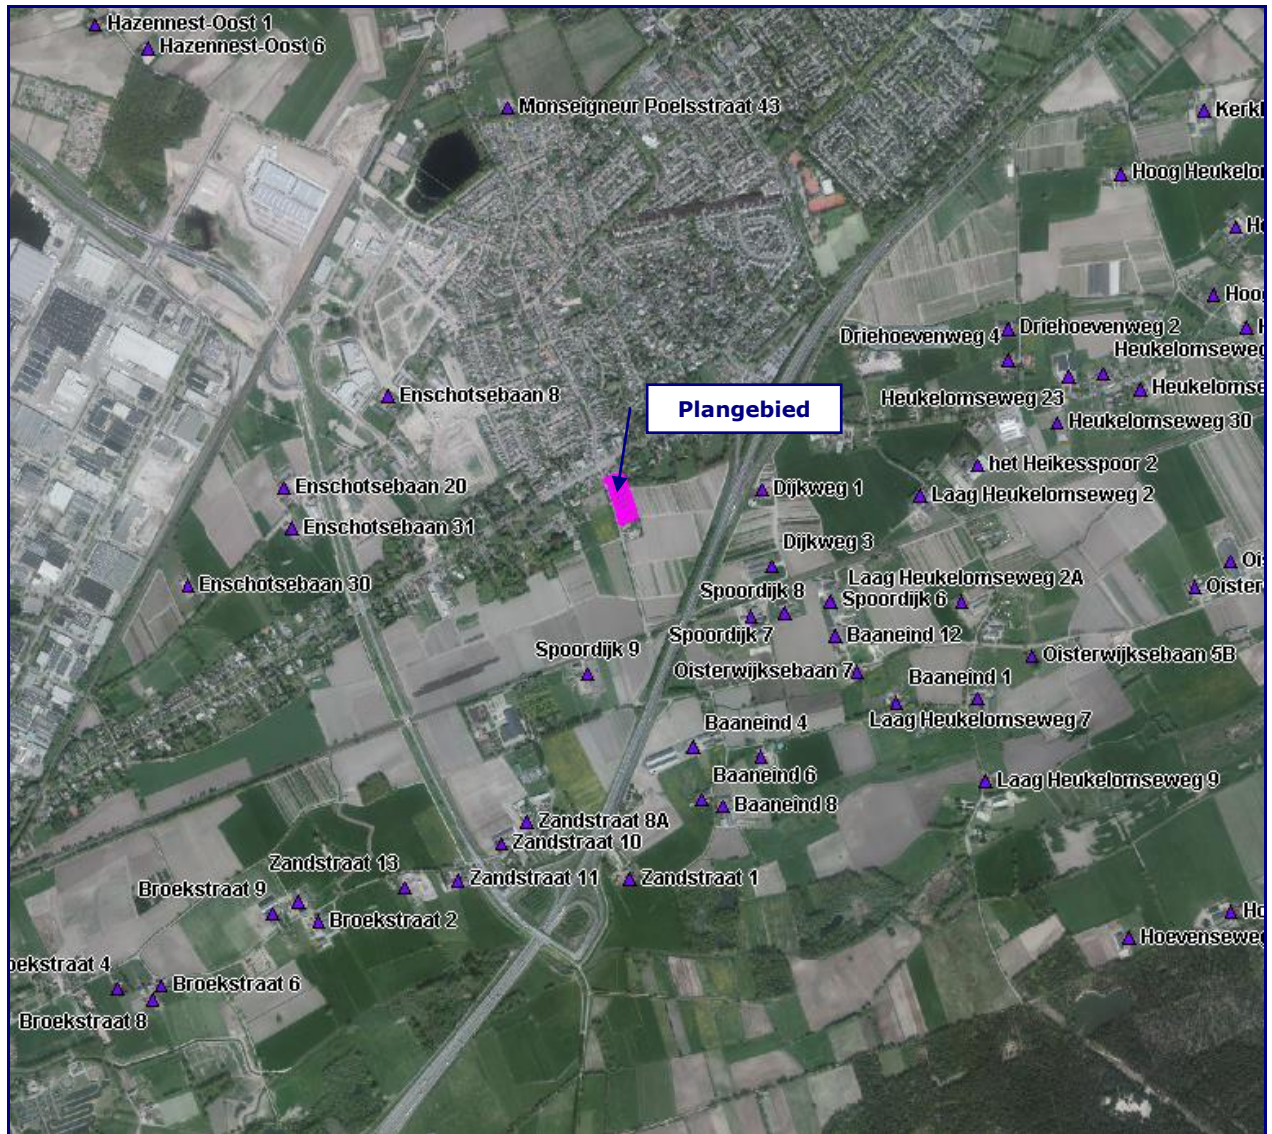 Hazennest-Oost 1
Hazennest-Oost 6
Monseigneur Poelsstraat 43
Hoog
Driehoevenweg 2
Driehoevenweg 4
Heukelomseweg
Enschotsebaan 8
Heukelomseweg 23
Plangebied
Heukelomseweg 30
het Heikesspoor 2
Enschotsebaan 20
Dijkweg 1
Laag Heukelomseweg 2
Enschotsebaan 31
Dijkweg 3
Enschotsebaan 30
Laag Heukelomseweg 2A
Spoordijk 8
Spoordijk 6
Spoordijk 7
Baaneind 12
Spoordijk 9
Oisterwijksebaan 5B
Oisterwijksebaan 7
Baaneind 1
Laag Heukelomseweg 7
Baaneind 4
Baaneind 6
Laag Heukelomseweg 9
Baaneind 8
Zandstraat 8A
Zandstraat 10
Zandstraat 13
Zandstraat 11
Zandstraat 1
Broekstraat 9
Broekstraat 2
Hoevenseweg
oekstraat 4
Broekstraat 6
Broekstraat 8